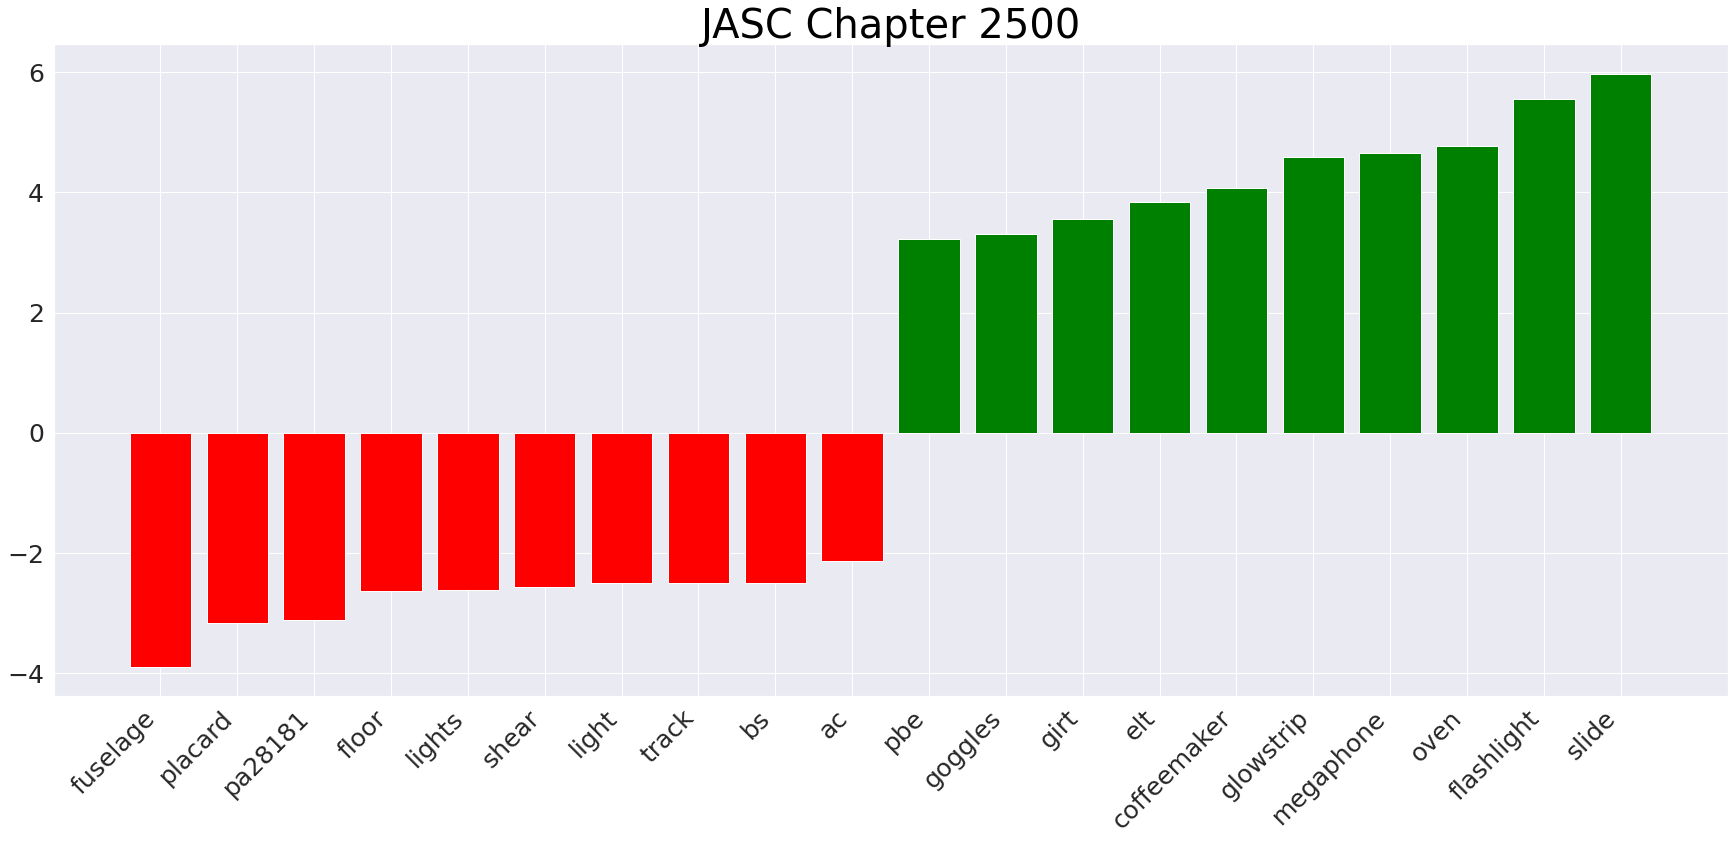 JASC Chapter 2500
6
4
2
0
−2
−4
fuselage
placard
pa28181
floor
lights
shear
light
track
bs
ac
pbe
goggles
girt
elt
coffeemaker
glowstrip
megaphone
oven
flashlight
slide